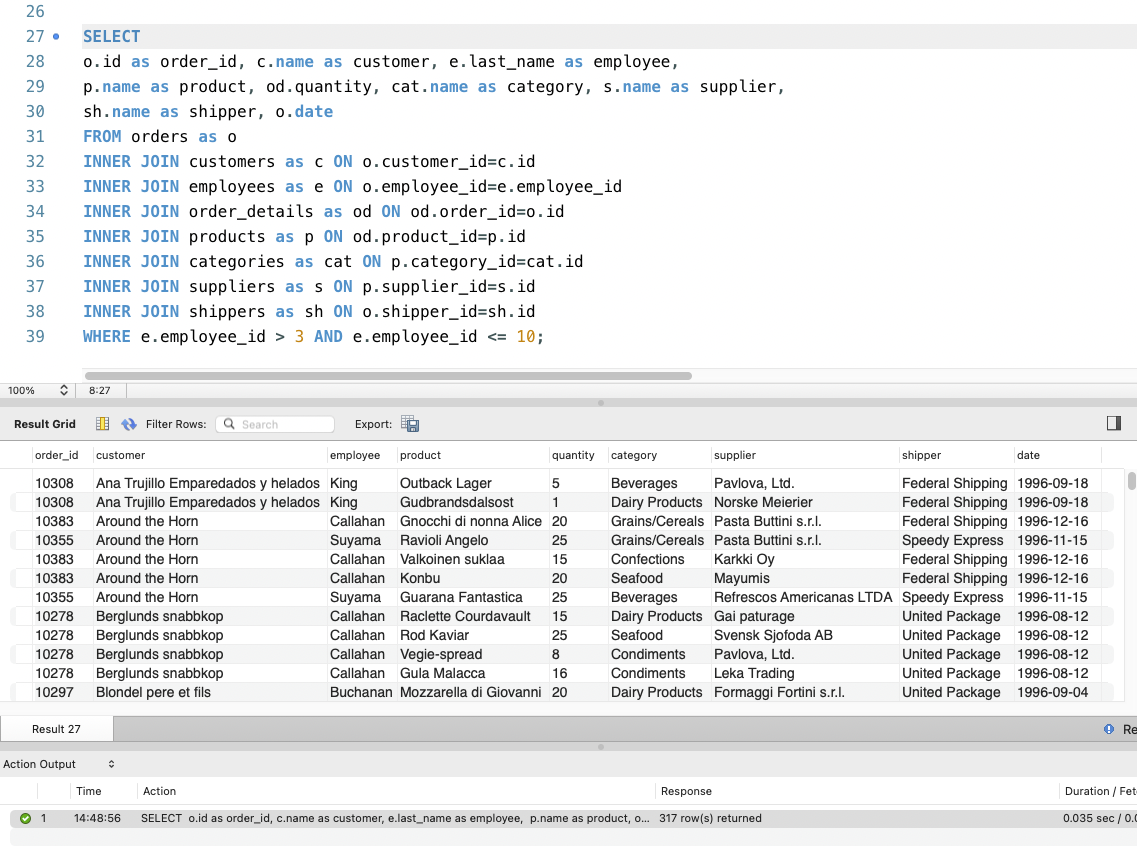 26
27 SELECT
28 o.id as order_id, c.name as customer, e.last_name as employee,
29 p.name as product, od.quantity, cat.name as category, s.name as supplier,
30 sh.name as shipper, o.date
31 FROM orders as o
32 INNER JOIN customers as c ON o.customer_id=c.id
33 INNER JOIN employees as e ON o.employee_id=e.employee_id
34 INNER JOIN order_details as od ON od.order_id=o.id
35 INNER JOIN products as p ON od.product_id=p.id
36 INNER JOIN categories as cat ON p.category_id=cat.id
37 INNER JOIN suppliers as s ON p.supplier_id=s.id
38 INNER JOIN shippers as sh ON o.shipper_id=sh.id
39 WHERE e.employee_id > 3 AND e.employee_id <= 10;
100% 8:27
Result Grid Filter Rows: Search Export:
order_id customer employee product quantity category supplier shipper date
10308 Ana Trujillo Emparedados y helados King Outback Lager 5 Beverages Pavlova, Ltd. Federal Shipping 1996-09-18
10308 Ana Trujillo Emparedados y helados King Gudbrandsdalsost 1 Dairy Products Norske Meierier Federal Shipping 1996-09-18
10383 Around the Horn Callahan Gnocchi di nonna Alice 20 Grains/Cereals Pasta Buttini s.r.l. Federal Shipping 1996-12-16
10355 Around the Horn Suyama Ravioli Angelo 25 Grains/Cereals Pasta Buttini s.r.l. Speedy Express 1996-11-15
10383 Around the Horn Callahan Valkoinen suklaa 15 Confections Karkki Oy Federal Shipping 1996-12-16
10383 Around the Horn Callahan Konbu 20 Seafood Mayumis Federal Shipping 1996-12-16
10355 Around the Horn Suyama Guarana Fantastica 25 Beverages Refrescos Americanas LTDA Speedy Express 1996-11-15
10278 Berglunds snabbkop Callahan Raclette Courdavault 15 Dairy Products Gai paturage United Package 1996-08-12
10278 Berglunds snabbkop Callahan Rod Kaviar 25 Seafood Svensk Sjofoda AB United Package 1996-08-12
10278 Berglunds snabbkop Callahan Vegie-spread 8 Condiments Pavlova, Ltd. United Package 1996-08-12
10278 Berglunds snabbkop Callahan Gula Malacca 16 Condiments Leka Trading United Package 1996-08-12
10297 Blondel pere et fils Buchanan Mozzarella di Giovanni 20 Dairy Products Formaggi Fortini s.r.l. United Package 1996-09-04
Result 27 Re
Action Output
Time Action Response Duration / Fet
1 14:48:56 SELECT o.id as order_id, c.name as customer, e.last_name as employee, p.name as product, o... 317 row(s) returned 0.035 sec / 0.0